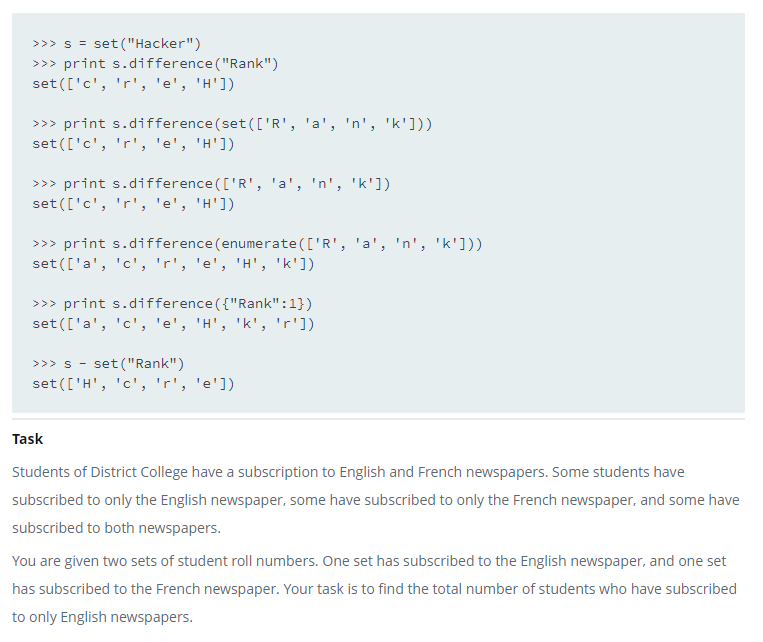 >>> s = set("Hacker")
>>> print s.difference("Rank")
set(['c', 'r', 'e', 'H'])
>>> print s.difference(set(['R', 'a', 'n', 'k']))
set(['c', 'r', 'e', 'H'])
>>> print s.difference(['R', 'a', 'n', 'k'])
set(['c', 'r', 'e', 'H'])
>>> print s.difference(enumerate(['R', 'a', 'n', 'k']))
set(['a', 'c', 'r', 'e', 'H', 'k'])
>>> print s.difference({"Rank":1})
set(['a', 'c', 'e', 'H', 'k', 'r'])
>>> s - set("Rank")
set(['H', 'c', 'r', 'e'])
Task
Students of District College have a subscription to English and French newspapers. Some students have
subscribed to only the English newspaper, some have subscribed to only the French newspaper, and some have
subscribed to both newspapers.
You are given two sets of student roll numbers. One set has subscribed to the English newspaper, and one set
has subscribed to the French newspaper. Your task is to find the total number of students who have subscribed
to only English newspapers.